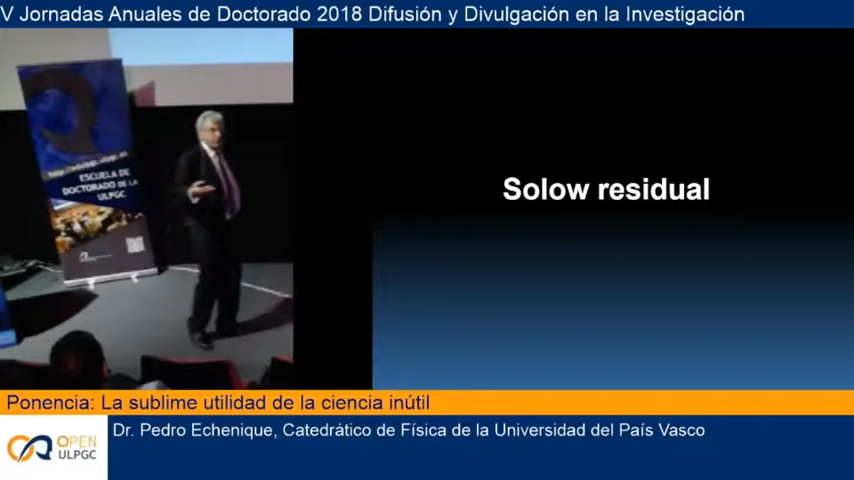 V Jornadas Anuales de Doctorado 2018 Difusión y Divulgación en la Investigación
ESCUELA DE
DOCTORADO DE LA
ULPGC
Solow residual
Ponencia: La sublime utilidad de la ciencia inútil
Dr. Pedro Echenique, Catedrático de Física de la Universidad del País Vasco
OPEN
ULPGC